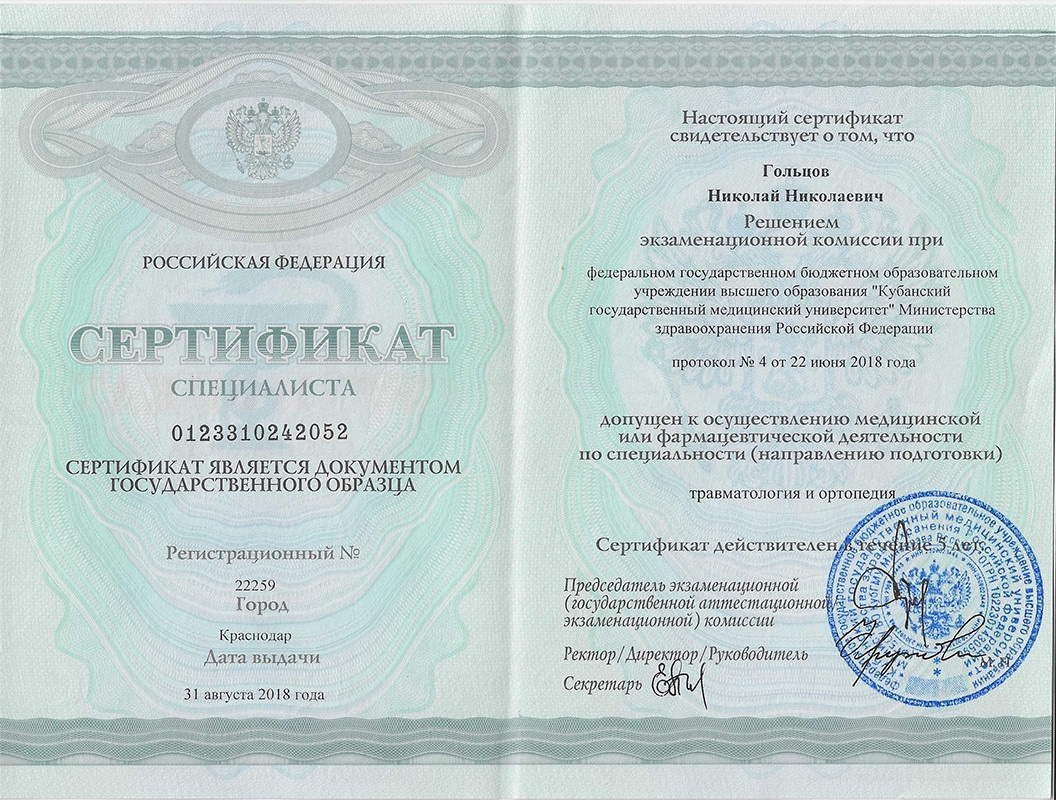 РОССИЙСКАЯ ФЕДЕРАЦИЯ
СЕРТИФИКАТ
СПЕЦИАЛИСТА
0123310242052
СЕРТИФИКАТ ЯВЛЯЕТСЯ ДОКУМЕНТОМ
ГОСУДАРСТВЕННОГО ОБРАЗЦА
Регистрационный №
22259
Город
Краснодар
Дата выдачи
31 августа 2018 года
Настоящий сертификат
свидетельствует о том, что
Гольцов
Николай Николаевич
Решением
экзаменационной комиссии при
федеральном государственном бюджетном образовательном
учреждении высшего образования "Кубанский
государственный медицинский университет" Министерства
здравоохранения Российской Федерации
протокол № 4 от 22 июня 2018 года
допущен к осуществлению медицинской
или фармацевтической деятельности
по специальности (направлению подготовки)
травматология и ортопедия
Сертификат действителен в течение 5 лет.
Председатель экзаменационной
(государственной аттестационной/
экзаменационной) комиссии
Ректор/Директор/Руководитель
Секретарь
М.П.